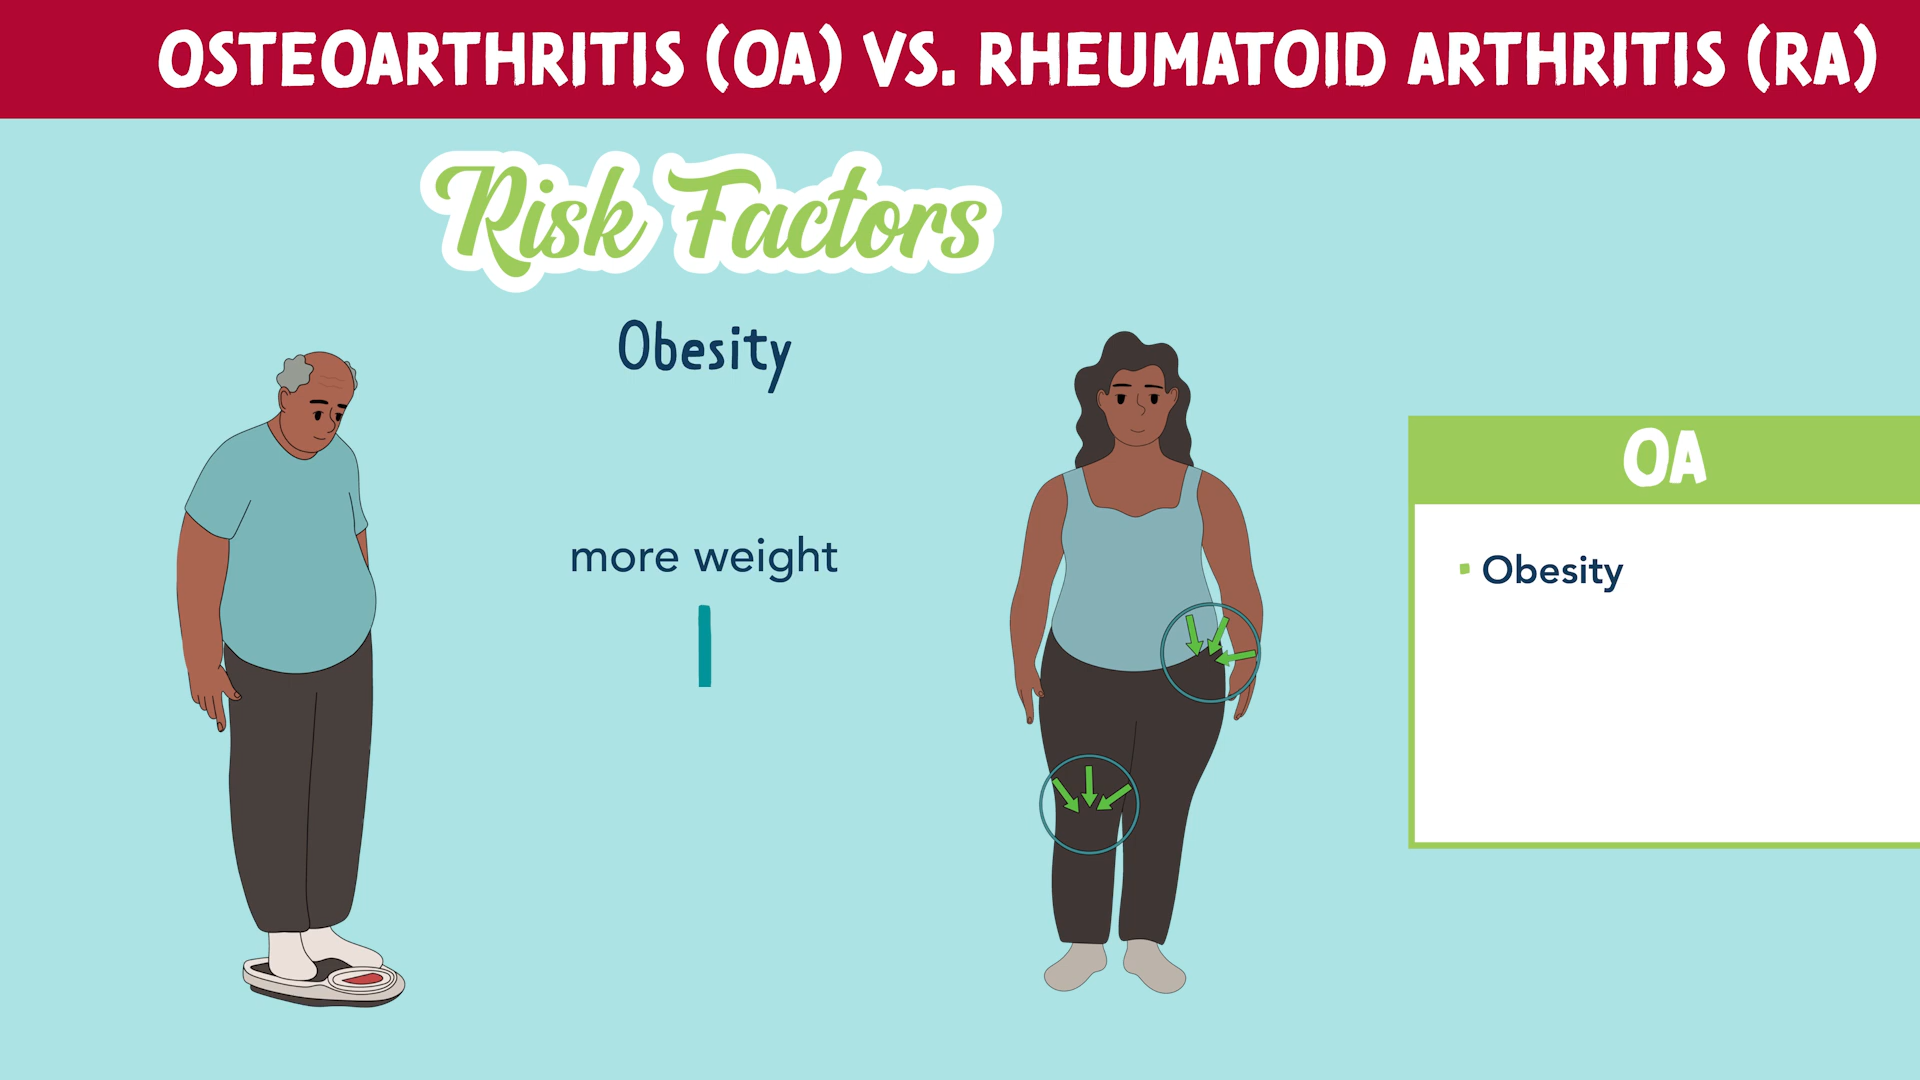 OSTEOARTHRITIS (OA) VS. RHEUMATOID ARTHRITIS (RA)
Risk Factors
Obesity
more weight
OA
▪ Obesity